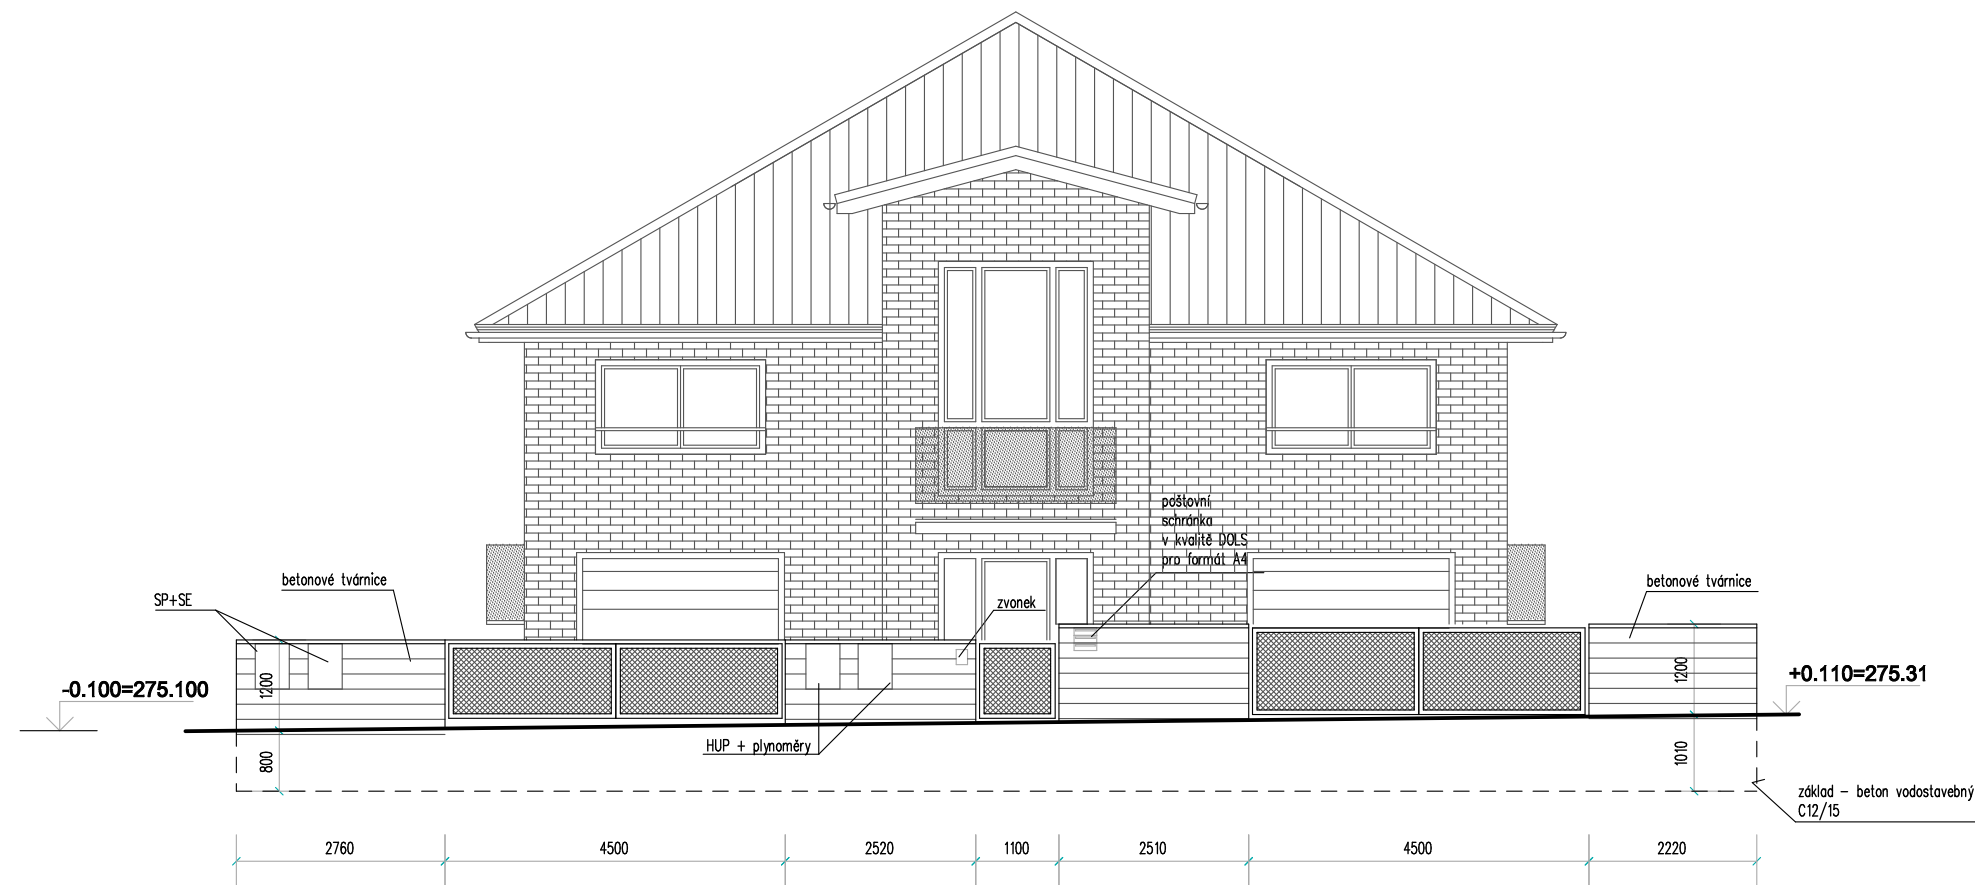 poštovní
schránka
v kvalitě DOLS
pro formát A4
betonové tvárnice
SP+SE
zvonek
betonové tvárnice
-0.100=275.100
1200
1200
+0.110=275.31
HUP + plynoměry
800
1010
základ - beton vodostavebný
C12/15
2760
4500
2520
1100
2510
4500
2220